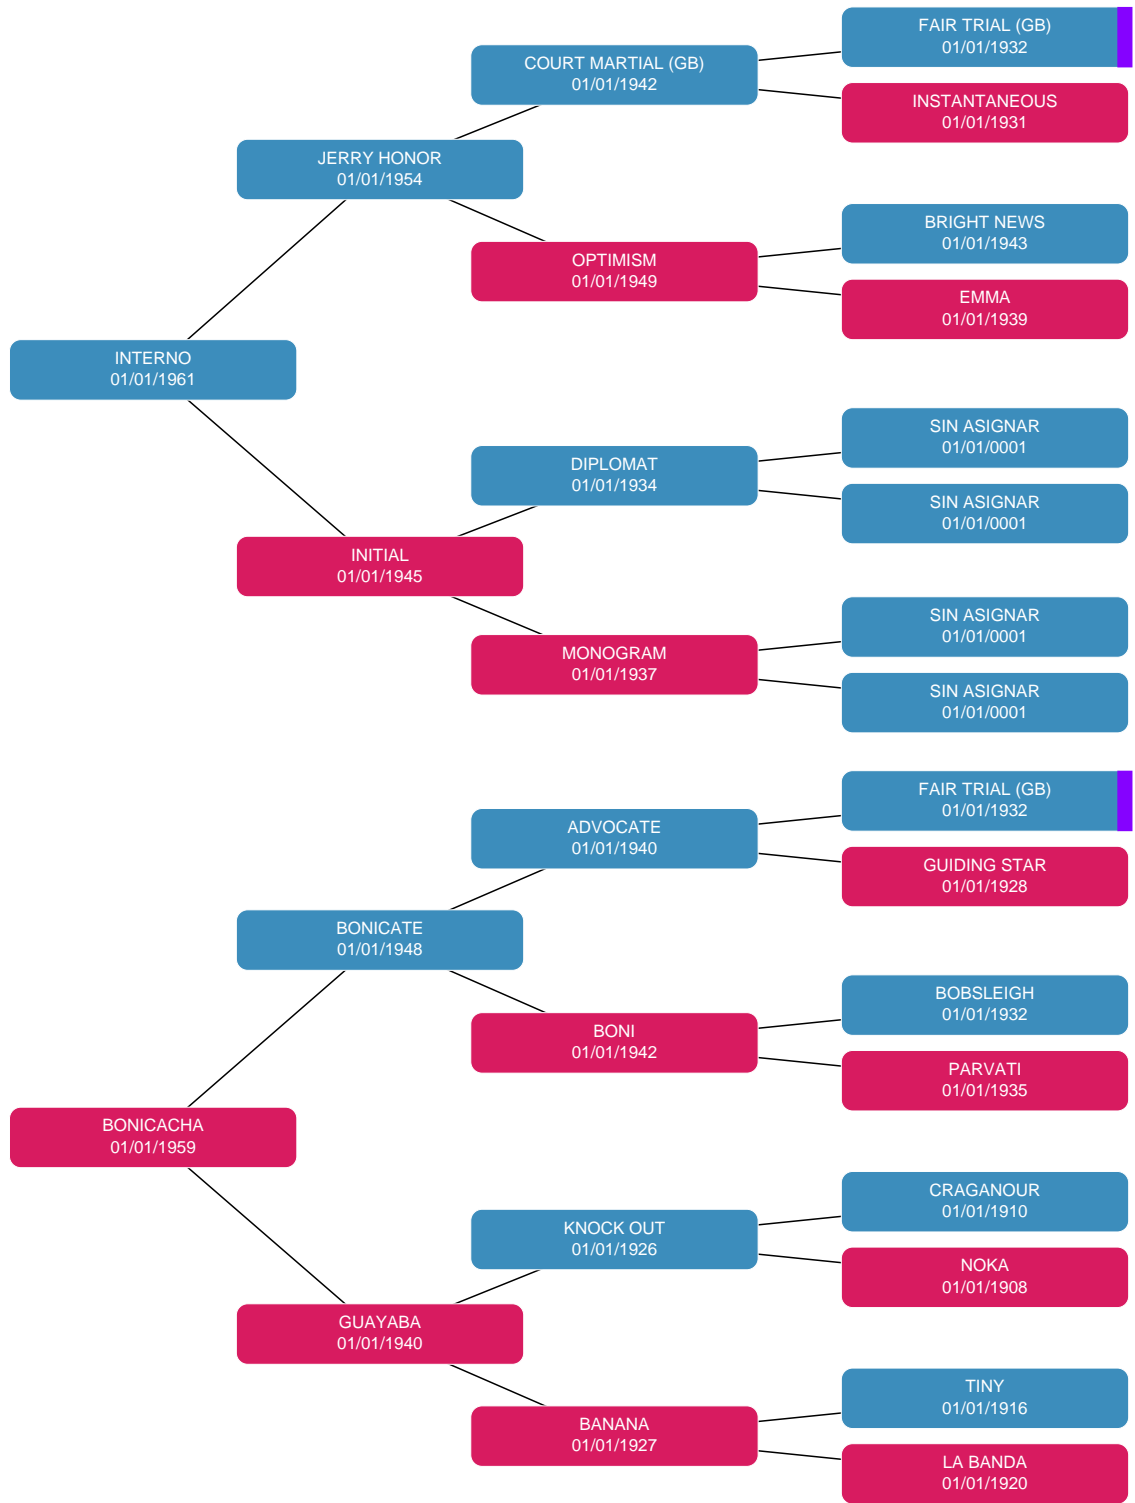 FAIR TRIAL (GB)
01/01/1932
COURT MARTIAL (GB)
01/01/1942
INSTANTANEOUS
01/01/1931
JERRY HONOR
01/01/1954
BRIGHT NEWS
01/01/1943
OPTIMISM
01/01/1949
EMMA
01/01/1939
INTERNO
01/01/1961
SIN ASIGNAR
01/01/0001
DIPLOMAT
01/01/1934
SIN ASIGNAR
01/01/0001
INITIAL
01/01/1945
SIN ASIGNAR
01/01/0001
MONOGRAM
01/01/1937
SIN ASIGNAR
01/01/0001
FAIR TRIAL (GB)
01/01/1932
ADVOCATE
01/01/1940
GUIDING STAR
01/01/1928
BONICATE
01/01/1948
BOBSLEIGH
01/01/1932
BONI
01/01/1942
PARVATI
01/01/1935
BONICACHA
01/01/1959
CRAGANOUR
01/01/1910
KNOCK OUT
01/01/1926
NOKA
01/01/1908
GUAYABA
01/01/1940
TINY
01/01/1916
BANANA
01/01/1927
LA BANDA
01/01/1920